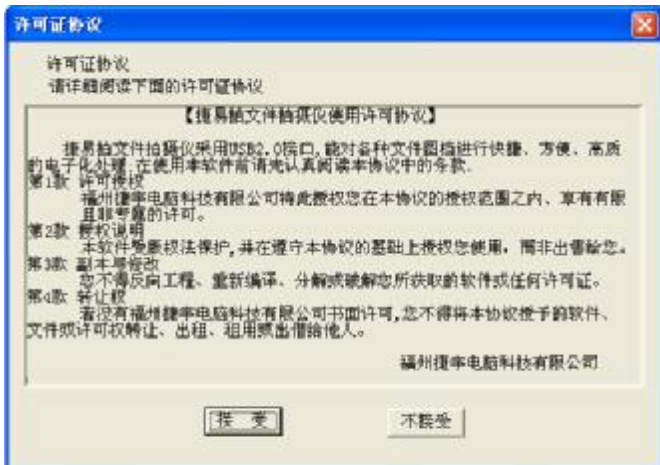 许可证协议
许可证协议
请详细阅读下面的许可证协议
【捷易拍文件拍摄仪使用许可协议】
捷易拍文件拍摄仪采用USB2.0接口,能对各种文件图档进行快捷、方便、高质
的电子化处理.在使用本软件前请先认真阅读本协议中的条款.
第1款 许可授权
福州捷宇电脑科技有限公司特此授权您在本协议的授权范围之内、享有有限
且非专属的许可。
第2款 授权说明
本软件受版权法保护,并在遵守本协议的基础上授权您使用,而非出售给您。
第3款 副本与修改
您不得反向工程、重新编译、分解或破解您所获取的软件或任何许可证。
第4款 转让权
若没有福州捷宇电脑科技有限公司书面许可,您不得将本协议授予的软件、
文件或许可权转让、出租、租用或出借给他人。
福州捷宇电脑科技有限公司
接 受
不接受